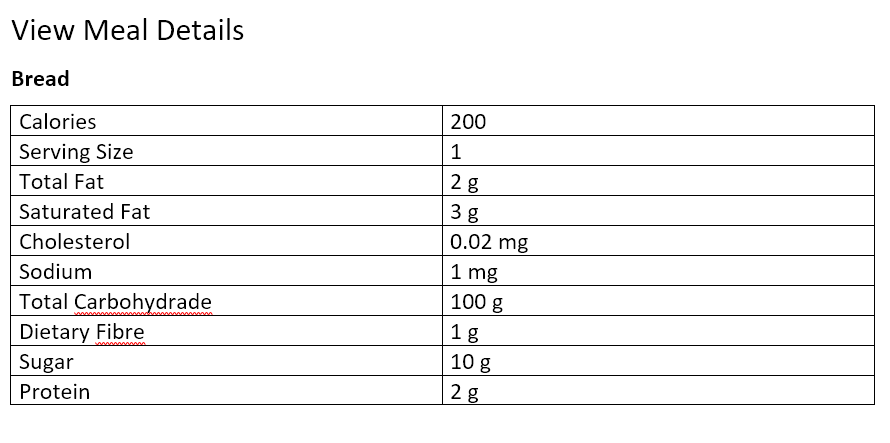 View Meal Details
Bread
Calories 200
Serving Size 1
Total Fat 2 g
Saturated Fat 3 g
Cholesterol 0.02 mg
Sodium 1 mg
Total Carbohydrade 100 g
Dietary Fibre 1 g
Sugar 10 g
Protein 2 g